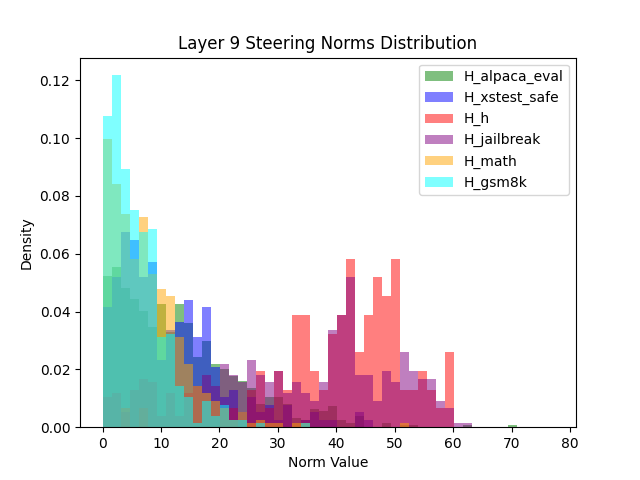 Layer 9 Steering Norms Distribution
Density
0.12
0.10
0.08
0.06
0.04
0.02
0.00
H_alpaca_eval
H_xstest_safe
H_h
H_jailbreak
H_math
H_gsm8k
0 10 20 30 40 50 60 70 80
Norm Value